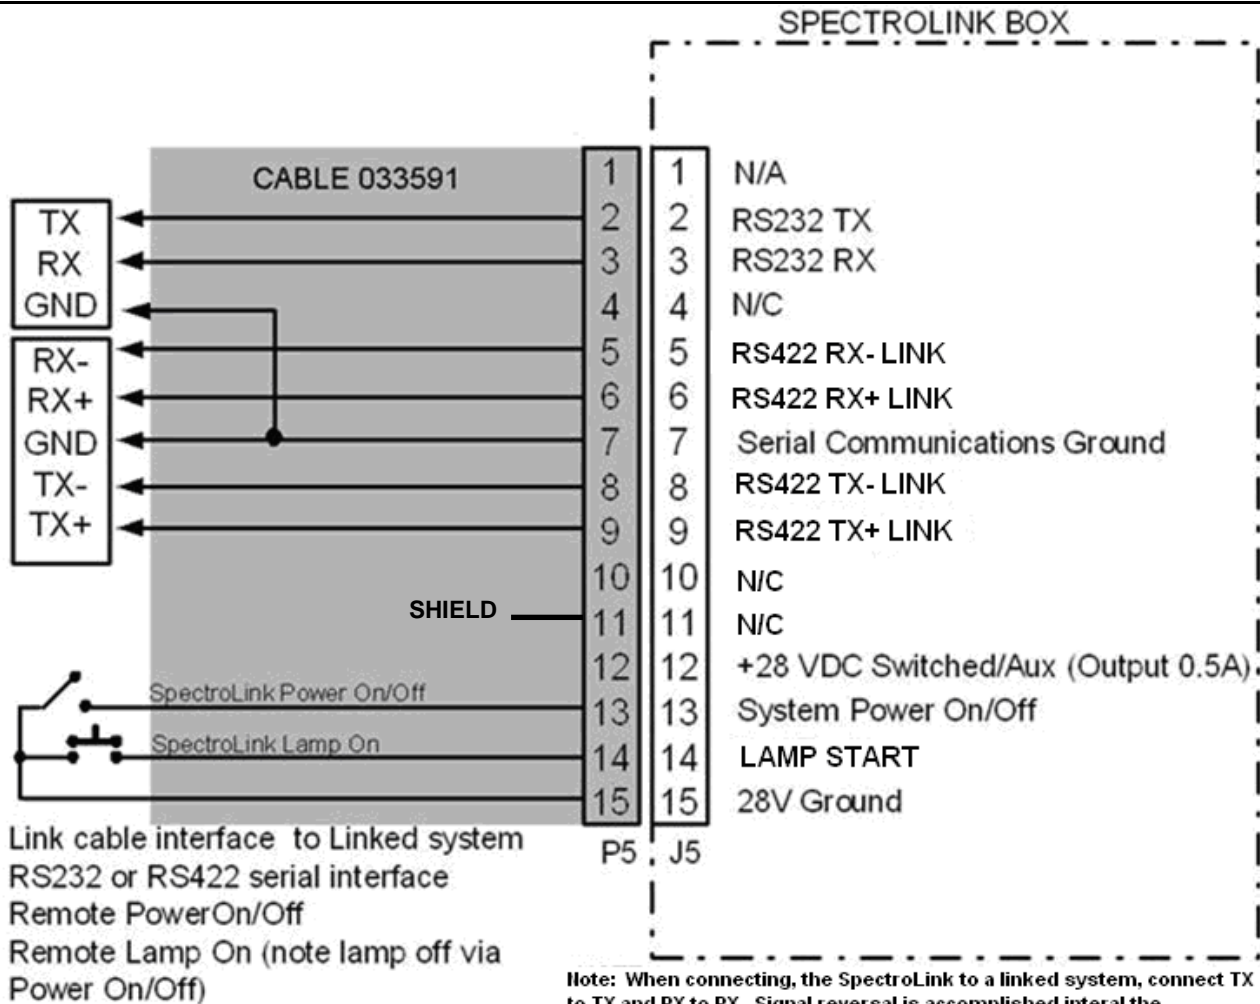 SPECTROLINK BOX
CABLE 033591
TX
RX
GND
RX-
RX+
GND
TX-
TX+
1 1 N/A
2 2 RS232 TX
3 3 RS232 RX
4 4 N/C
5 5 RS422 RX- LINK
6 6 RS422 RX+ LINK
7 7 Serial Communications Ground
8 8 RS422 TX- LINK
9 9 RS422 TX+ LINK
10 10 N/C
SHIELD 11 11 N/C
12 12 +28 VDC Switched/Aux (Output 0.5A)
SpectroLink Power On/Off 13 13 System Power On/Off
SpectroLink Lamp On 14 14 LAMP START
15 15 28V Ground
P5 J5
Link cable interface to Linked system
RS232 or RS422 serial interface
Remote PowerOn/Off
Remote Lamp On (note lamp off via
Power On/Off)
Note: When connecting, the SpectroLink to a linked system, connect TX
to TX and RX to RX. Signal reversal is accomplished interal the